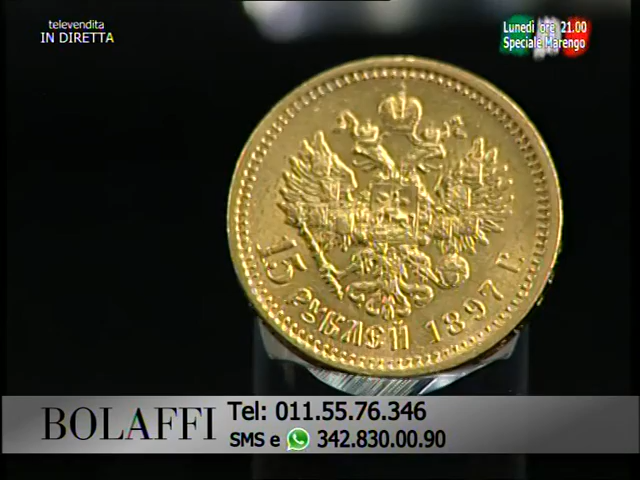 televendita
IN DIRETTA
Lunedì ore 21.00
Speciale Marengo
15 РУБЛЕЙ 1897 Г.
BOLAFFI
Tel: 011.55.76.346
SMS e 342.830.00.90